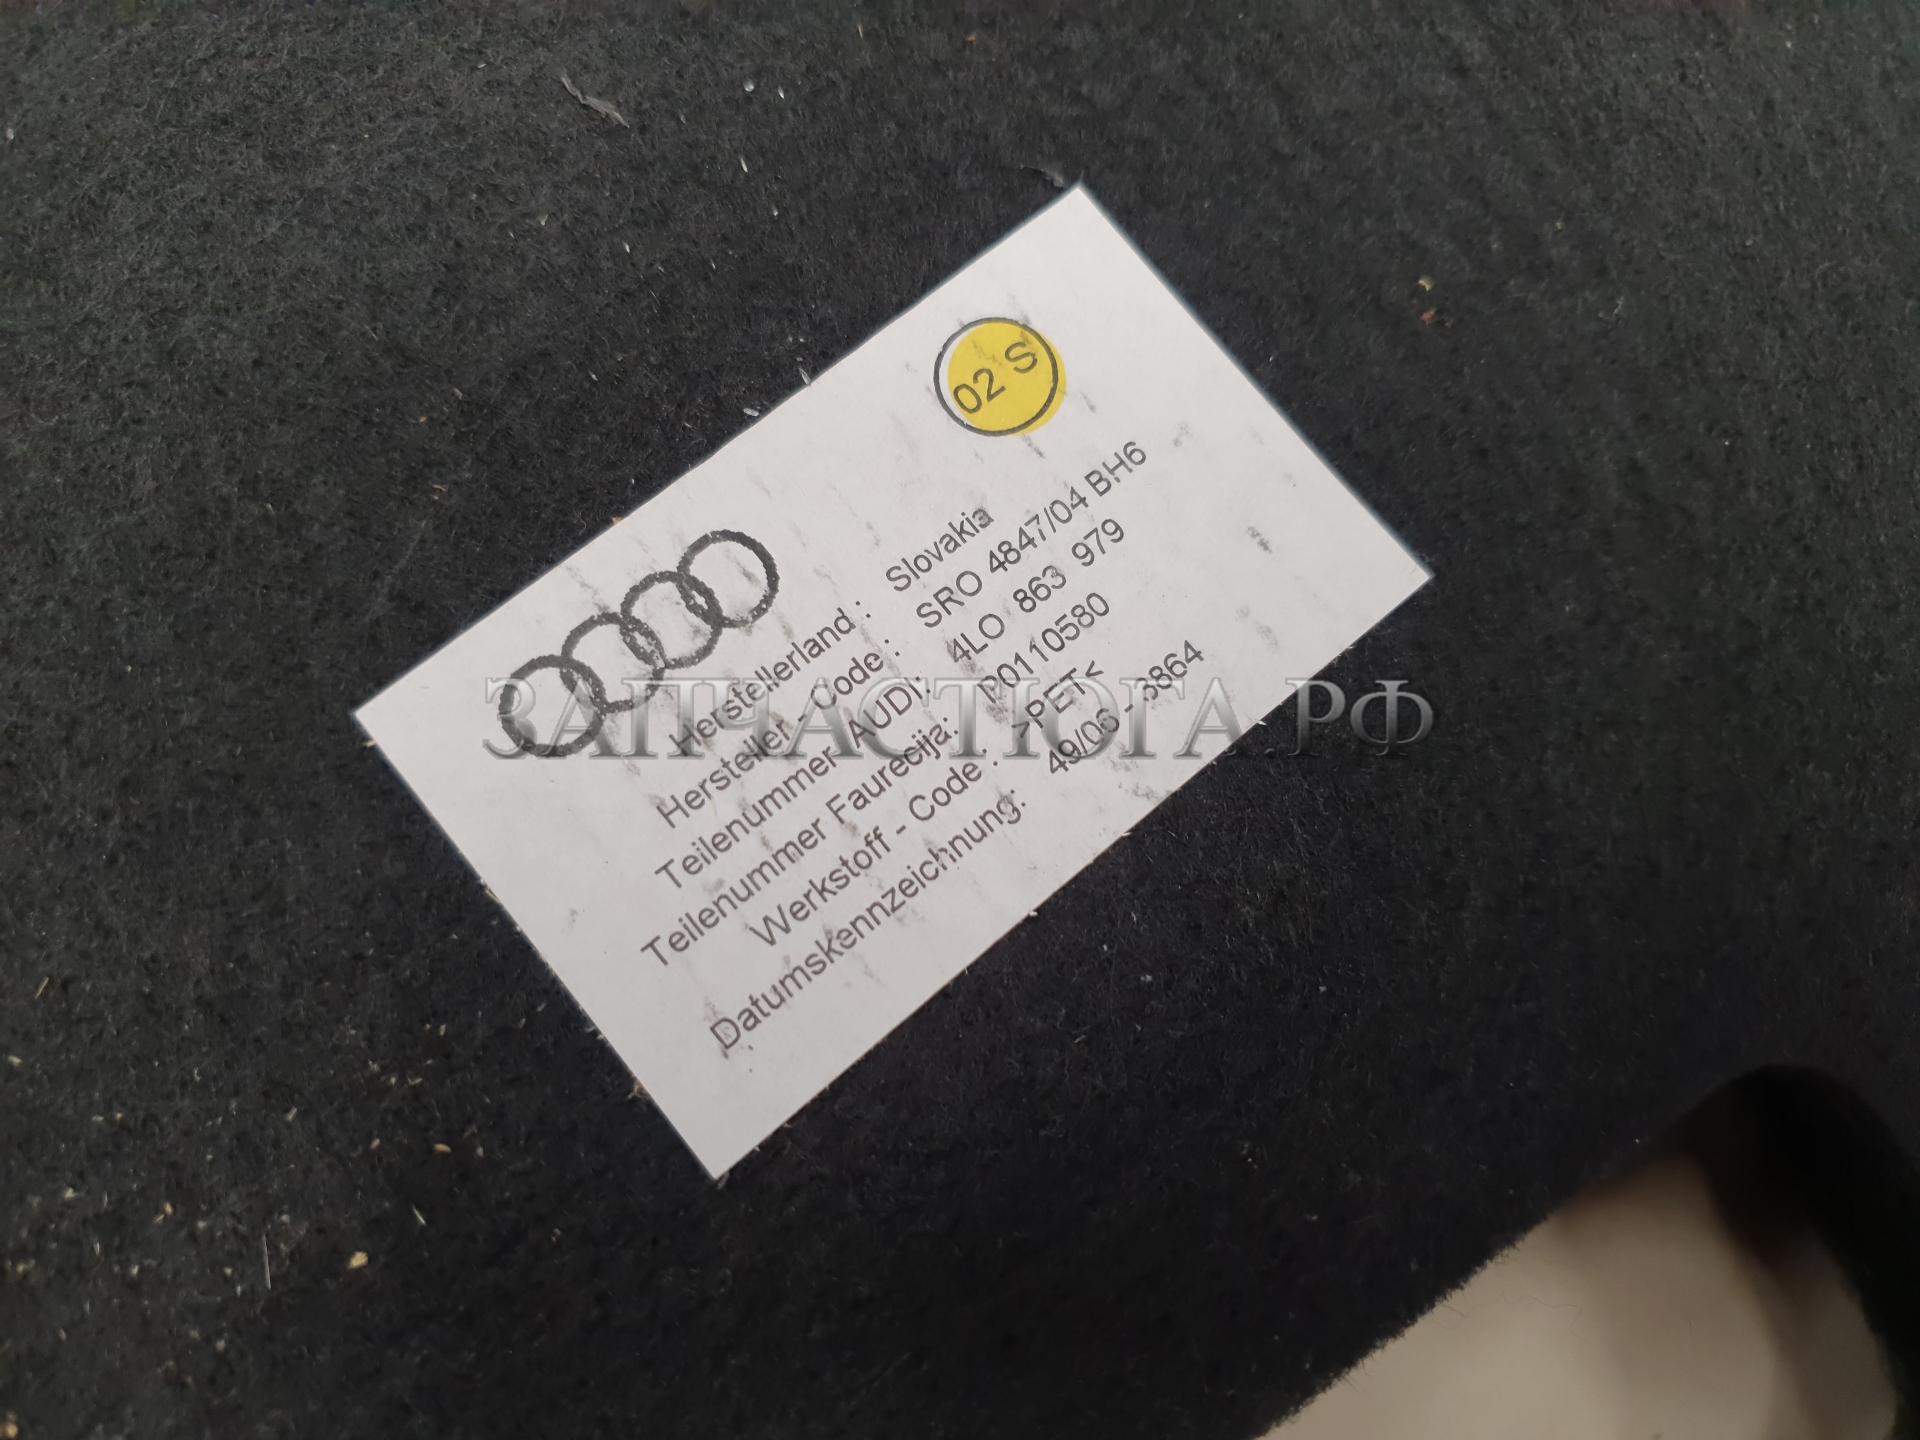 02 S
Herstellerland : Slovakia
Hersteller - Code : SRO 4847/04 BH6
Teilenummer AUDI: 4LO 863 979
Teilenummer Faurecija: P0110580
Werkstoff - Code : >PET<
Datumskennzeichnung: 49/06 - 3864
ЗАПЧАСТЮГА.РФ